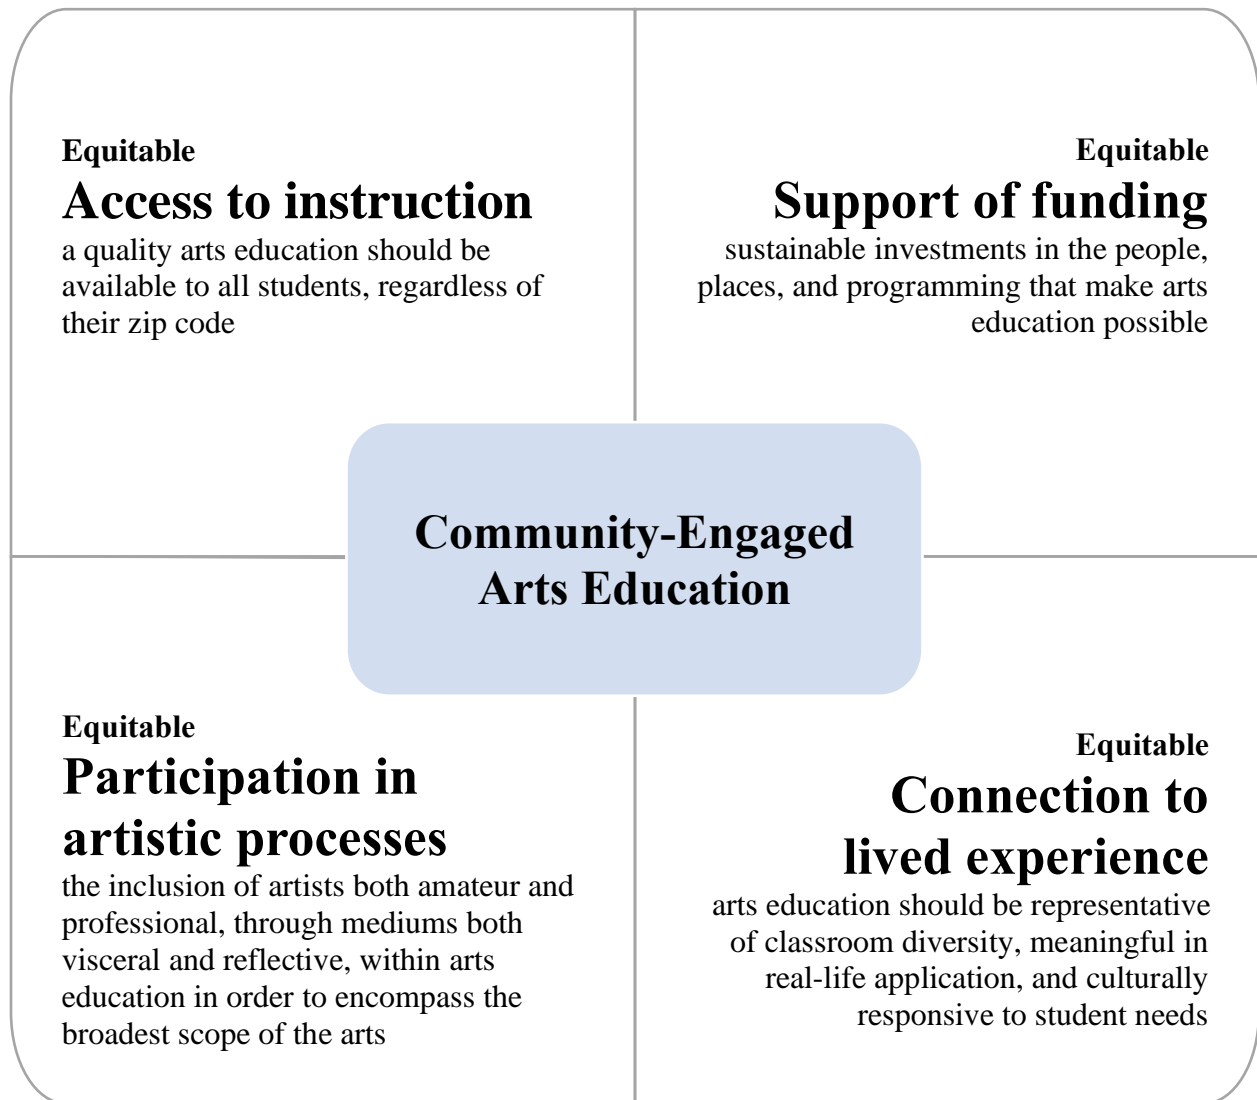 Equitable
Access to instruction
a quality arts education should be
available to all students, regardless of
their zip code
Equitable
Support of funding
sustainable investments in the people,
places, and programming that make arts
education possible
Community-Engaged
Arts Education
Equitable
Participation in
artistic processes
the inclusion of artists both amateur and
professional, through mediums both
visceral and reflective, within arts
education in order to encompass the
broadest scope of the arts
Equitable
Connection to
lived experience
arts education should be representative
of classroom diversity, meaningful in
real-life application, and culturally
responsive to student needs